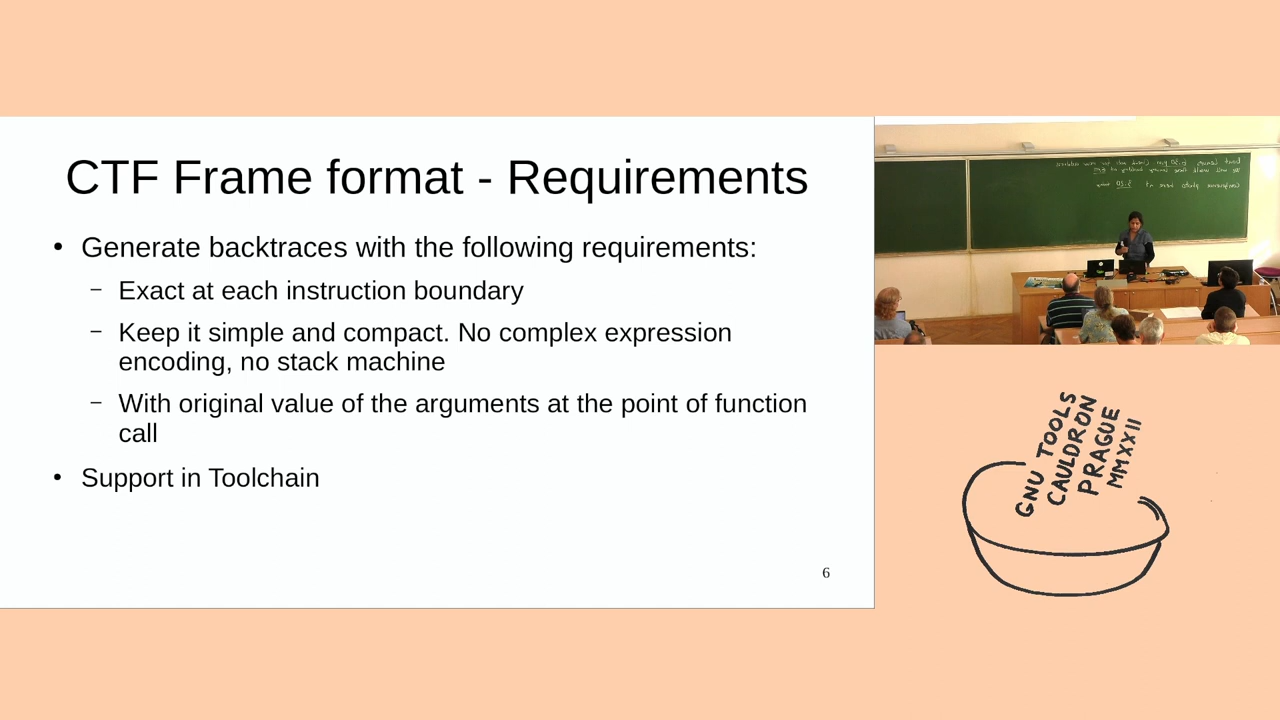 CTF Frame format - Requirements
• Generate backtraces with the following requirements:
– Exact at each instruction boundary
– Keep it simple and compact. No complex expression
encoding, no stack machine
– With original value of the arguments at the point of function
call
• Support in Toolchain
6
GNU TOOLS
CAULDRON
PRAGUE
MMXXII